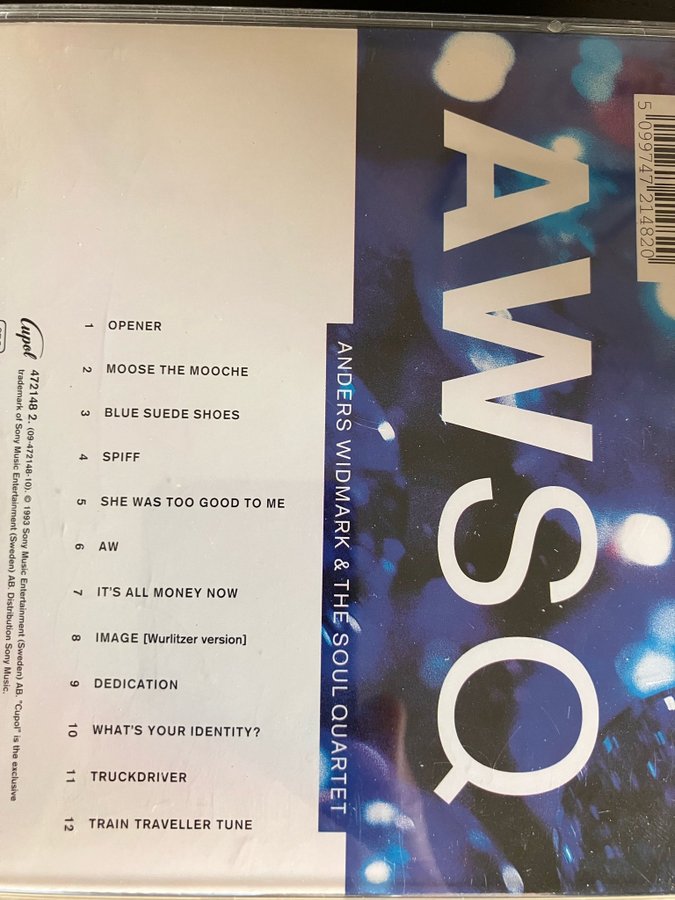 AWSQ
5 099747 214820
ANDERS WIDMARK & THE SOUL QUARTET
1 OPENER
2 MOOSE THE MOOCHE
3 BLUE SUEDE SHOES
4 SPIFF
5 SHE WAS TOO GOOD TO ME
6 AW
7 IT'S ALL MONEY NOW
8 IMAGE [Wurlitzer version]
9 DEDICATION
10 WHAT'S YOUR IDENTITY?
11 TRUCKDRIVER
12 TRAIN TRAVELLER TUNE
Cupol 472148 2. (09-472148-10). © 1993 Sony Music Entertainment (Sweden) AB. "Cupol" is the exclusive
trademark of Sony Music Entertainment (Sweden) AB. Distribution Sony Music.